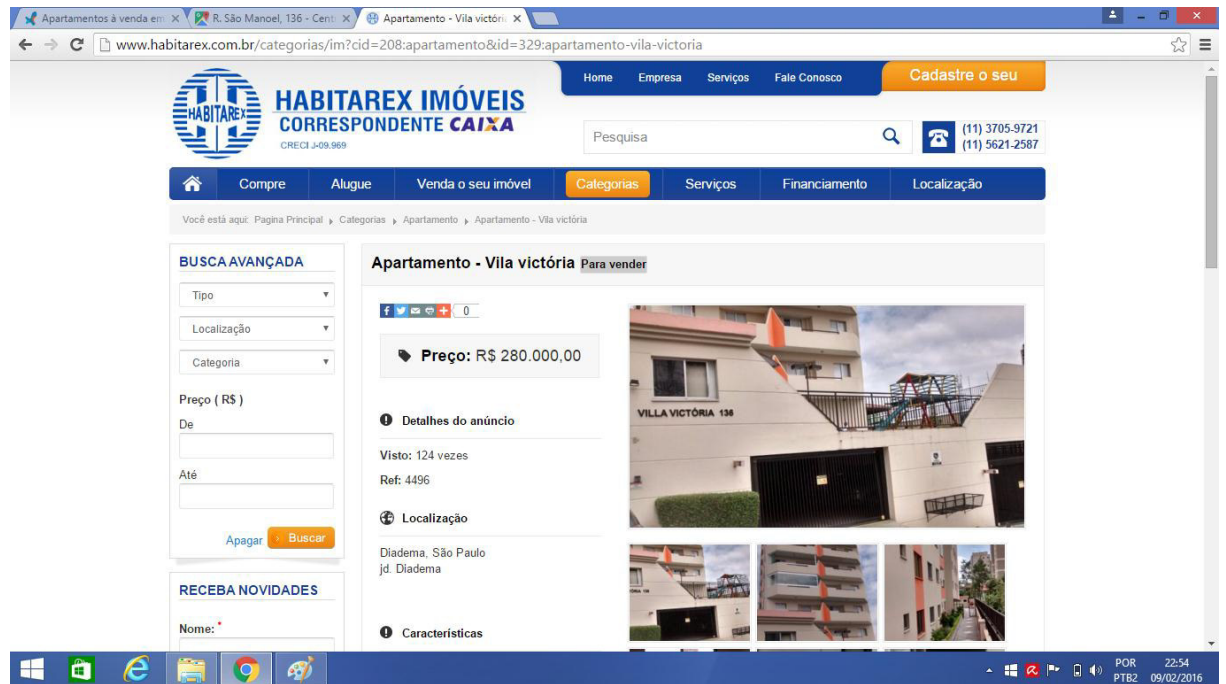 Apartamentos à venda em
R. São Manoel, 136 - Cent
Apartamento - Vila victóri
www.habitarex.com.br/categorias/im?cid=208:apartamento&id=329:apartamento-vila-victoria
HABITAREX
HABITAREX IMÓVEIS
CORRESPONDENTE CAIXA
CRECI J-09.969
Home Empresa Serviços Fale Conosco
Cadastre o seu
Pesquisa
(11) 3705-9721
(11) 5621-2587
Compre Alugue Venda o seu imóvel Categorias Serviços Financiamento Localização
Você está aqui: Pagina Principal Categorias Apartamento Apartamento - Vila victória
BUSCA AVANÇADA
Tipo
Localização
Categoria
Preço ( R$ )
De
Até
Apagar Buscar
RECEBA NOVIDADES
Nome: *
Apartamento - Vila victória Para vender
0
Preço: R$ 280.000,00
Detalhes do anúncio
Visto: 124 vezes
Ref: 4496
Localização
Diadema, São Paulo
jd. Diadema
Características
VILLA VICTÓRIA 136
POR 22:54
PTB2 09/02/2016